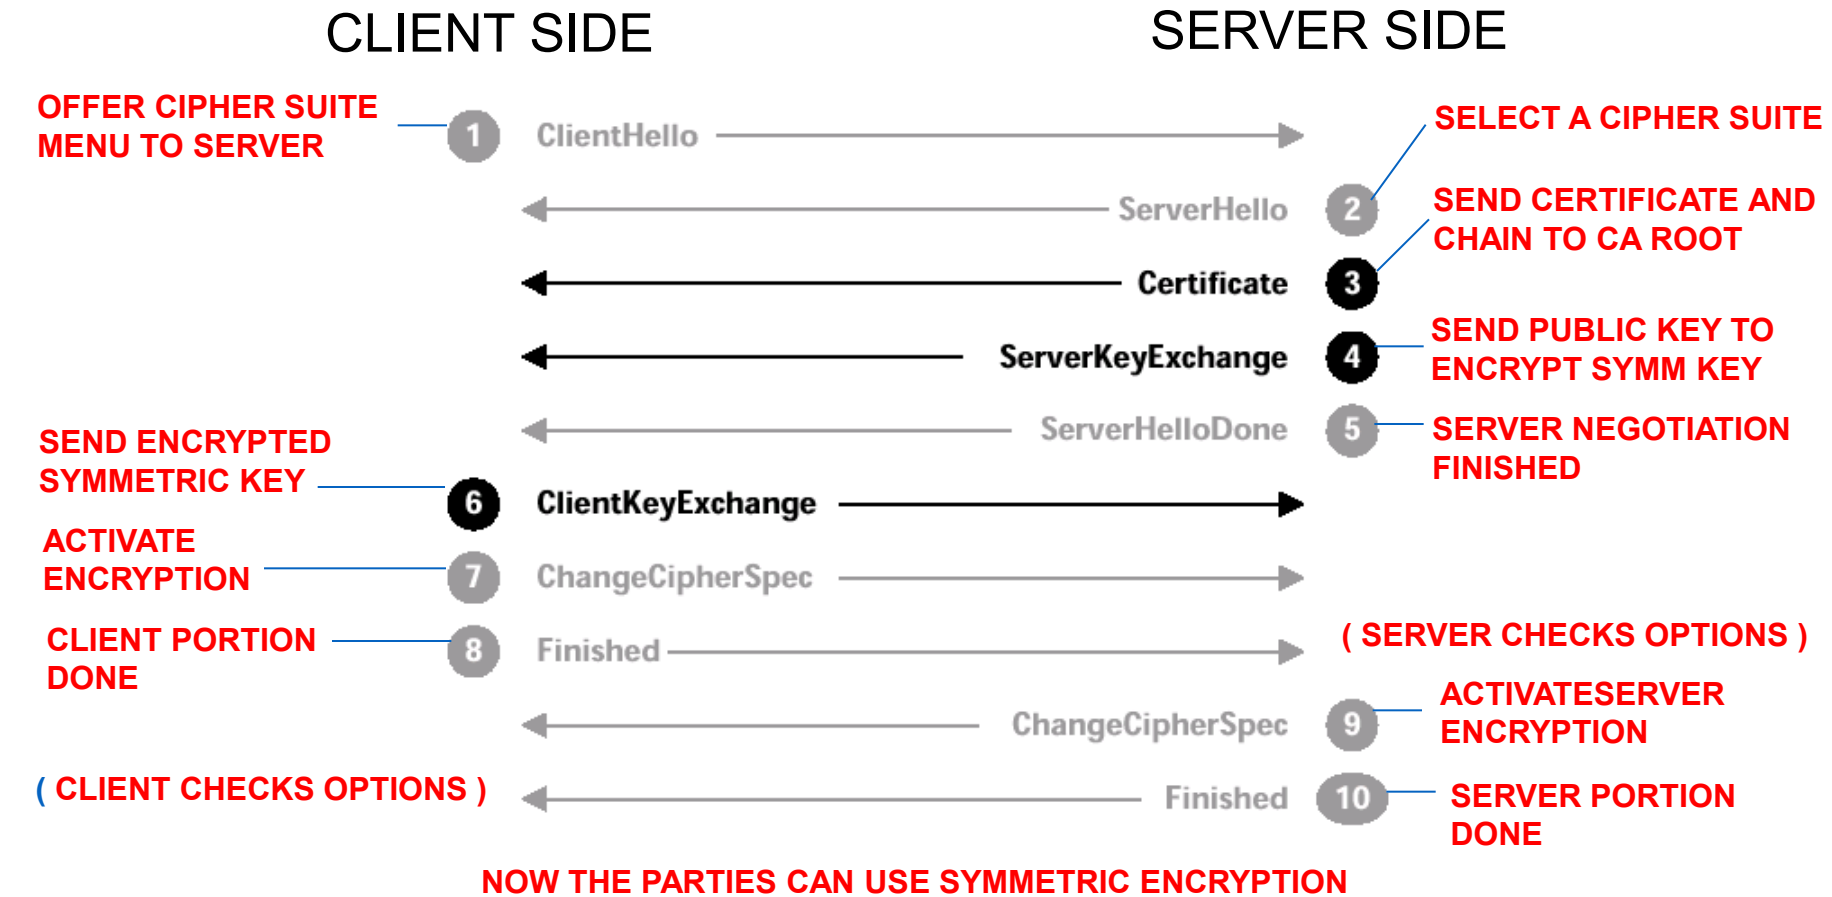 CLIENT SIDE
SERVER SIDE
OFFER CIPHER SUITE
MENU TO SERVER
1
ClientHello
SELECT A CIPHER SUITE
ServerHello
2
SEND CERTIFICATE AND
CHAIN TO CA ROOT
Certificate
3
SEND PUBLIC KEY TO
ENCRYPT SYMM KEY
ServerKeyExchange
4
ServerHelloDone
5
SERVER NEGOTIATION
FINISHED
SEND ENCRYPTED
SYMMETRIC KEY
6
ClientKeyExchange
ACTIVATE
ENCRYPTION
7
ChangeCipherSpec
CLIENT PORTION
DONE
8
Finished
( SERVER CHECKS OPTIONS )
ChangeCipherSpec
9
ACTIVATESERVER
ENCRYPTION
( CLIENT CHECKS OPTIONS )
Finished
10
SERVER PORTION
DONE
NOW THE PARTIES CAN USE SYMMETRIC ENCRYPTION